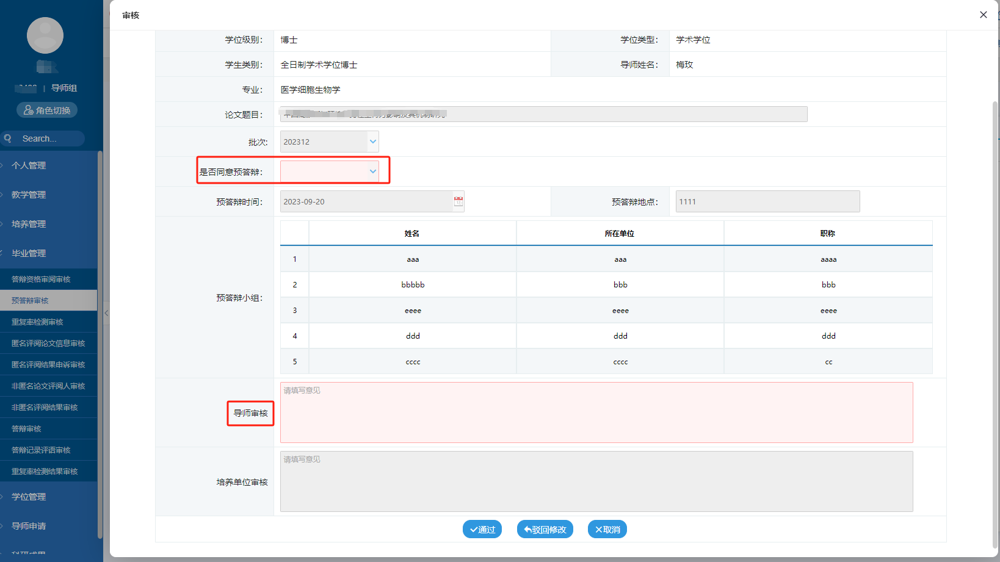 审核
导师组
角色切换
Search...
个人管理
教学管理
培养管理
毕业管理
答辩资格审阅审核
预答辩审核
重复率检测审核
匿名评阅论文信息审核
匿名评阅结果申诉审核
非匿名论文评阅人审核
非匿名评阅结果审核
答辩审核
答辩记录评语审核
重复率检测结果审核
学位管理
导师申请
学位级别： 博士 学位类型： 学术学位
学生类别： 全日制学术学位博士 导师姓名： 梅玫
专业： 医学细胞生物学
论文题目：
批次: 202312
是否同意预答辩：
预答辩时间： 2023-09-20 预答辩地点： 1111
预答辩小组：
姓名 所在单位 职称
1 aaa aaa aaaa
2 bbbbb bbb bbb
3 eeee eeee eeee
4 ddd ddd ddd
5 cccc cccc cc
导师审核 请填写意见
培养单位审核 请填写意见
通过 驳回修改 取消